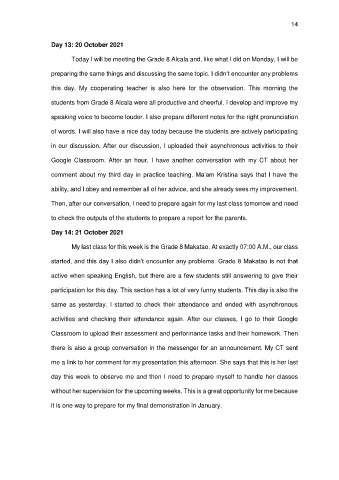 14
Day 13: 20 October 2021
Today I will be meeting the Grade 8 Alcala and, like what I did on Monday, I will be
preparing the same things and discussing the same topic. I didn't encounter any problems
this day. My cooperating teacher is also here for the observation. This morning the
students from Grade 8 Alcala were all productive and cheerful. I develop and improve my
speaking voice to become louder. I also prepare different notes for the right pronunciation
of words. I will also have a nice day today because the students are actively participating
in our discussion. After our discussion, I uploaded their asynchronous activities to their
Google Classroom. After an hour, I have another conversation with my CT about her
comment about my third day in practice teaching. Ma'am Kristina says that I have the
ability, and I obey and remember all of her advice, and she already sees my improvement.
Then, after our conversation, I need to prepare again for my last class tomorrow and need
to check the outputs of the students to prepare a report for the parents.
Day 14: 21 October 2021
My last class for this week is the Grade 8 Makatao. At exactly 07:00 A.M., our class
started, and this day I also didn't encounter any problems. Grade 8 Makatao is not that
active when speaking English, but there are a few students still answering to give their
participation for this day. This section has a lot of very funny students. This day is also the
same as yesterday. I started to check their attendance and ended with asynchronous
activities and checking their attendance again. After our classes, I go to their Google
Classroom to upload their assessment and performance tasks and their homework. Then
there is also a group conversation in the messenger for an announcement. My CT sent
me a link to her comment for my presentation this afternoon. She says that this is her last
day this week to observe me and then I need to prepare myself to handle her classes
without her supervision for the upcoming weeks. This is a great opportunity for me because
it is one way to prepare for my final demonstration in January.